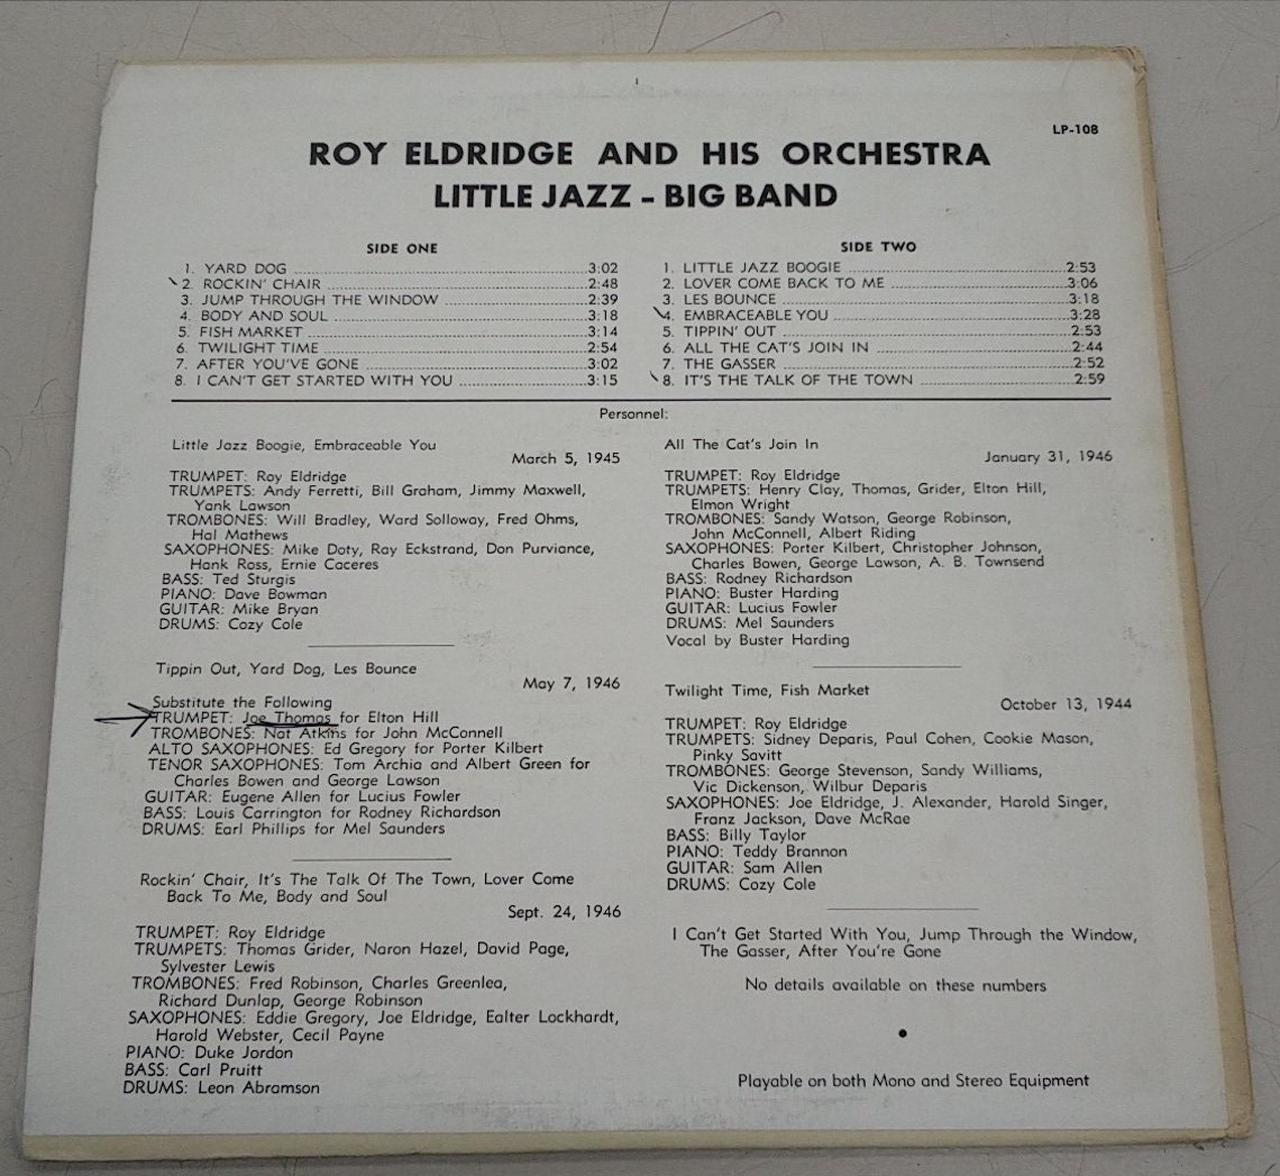 LP-108
ROY ELDRIDGE AND HIS ORCHESTRA
LITTLE JAZZ - BIG BAND
SIDE ONE
1. YARD DOG ........ 3:02
2. ROCKIN' CHAIR ........ 2:48
3. JUMP THROUGH THE WINDOW ........ 2:39
4. BODY AND SOUL ........ 3:18
5. FISH MARKET ........ 3:14
6. TWILIGHT TIME ........ 2:54
7. AFTER YOU'VE GONE ........ 3:02
8. I CAN'T GET STARTED WITH YOU ........ 3:15
SIDE TWO
1. LITTLE JAZZ BOOGIE ........ 2:53
2. LOVER COME BACK TO ME ........ 3:06
3. LES BOUNCE ........ 3:18
4. EMBRACEABLE YOU ........ 3:28
5. TIPPIN' OUT ........ 2:53
6. ALL THE CAT'S JOIN IN ........ 2:44
7. THE GASSER ........ 2:52
8. IT'S THE TALK OF THE TOWN ........ 2:59
Personnel:
Little Jazz Boogie, Embraceable You
March 5, 1945
TRUMPET: Roy Eldridge
TRUMPETS: Andy Ferretti, Bill Graham, Jimmy Maxwell,
Yank Lawson
TROMBONES: Will Bradley, Ward Solloway, Fred Ohms,
Hal Mathews
SAXOPHONES: Mike Doty, Ray Eckstrand, Don Purviance,
Hank Ross, Ernie Caceres
BASS: Ted Sturgis
PIANO: Dave Bowman
GUITAR: Mike Bryan
DRUMS: Cozy Cole
Tippin Out, Yard Dog, Les Bounce
May 7, 1946
Substitute the Following
TRUMPET: Joe Thomas for Elton Hill
TROMBONES: Nat Atkins for John McConnell
ALTO SAXOPHONES: Ed Gregory for Porter Kilbert
TENOR SAXOPHONES: Tom Archia and Albert Green for
Charles Bowen and George Lawson
GUITAR: Eugene Allen for Lucius Fowler
BASS: Louis Carrington for Rodney Richardson
DRUMS: Earl Phillips for Mel Saunders
Rockin' Chair, It's The Talk Of The Town, Lover Come
Back To Me, Body and Soul
Sept. 24, 1946
TRUMPET: Roy Eldridge
TRUMPETS: Thomas Grider, Naron Hazel, David Page,
Sylvester Lewis
TROMBONES: Fred Robinson, Charles Greenlea,
Richard Dunlap, George Robinson
SAXOPHONES: Eddie Gregory, Joe Eldridge, Ealter Lockhardt,
Harold Webster, Cecil Payne
PIANO: Duke Jordon
BASS: Carl Pruitt
DRUMS: Leon Abramson
All The Cat's Join In
January 31, 1946
TRUMPET: Roy Eldridge
TRUMPETS: Henry Clay, Thomas, Grider, Elton Hill,
Elmon Wright
TROMBONES: Sandy Watson, George Robinson,
John McConnell, Albert Riding
SAXOPHONES: Porter Kilbert, Christopher Johnson,
Charles Bowen, George Lawson, A. B. Townsend
BASS: Rodney Richardson
PIANO: Buster Harding
GUITAR: Lucius Fowler
DRUMS: Mel Saunders
Vocal by Buster Harding
Twilight Time, Fish Market
October 13, 1944
TRUMPET: Roy Eldridge
TRUMPETS: Sidney Deparis, Paul Cohen, Cookie Mason,
Pinky Savitt
TROMBONES: George Stevenson, Sandy Williams,
Vic Dickenson, Wilbur Deparis
SAXOPHONES: Joe Eldridge, J. Alexander, Harold Singer,
Franz Jackson, Dave McRae
BASS: Billy Taylor
PIANO: Teddy Brannon
GUITAR: Sam Allen
DRUMS: Cozy Cole
I Can't Get Started With You, Jump Through the Window,
The Gasser, After You're Gone
No details available on these numbers
Playable on both Mono and Stereo Equipment